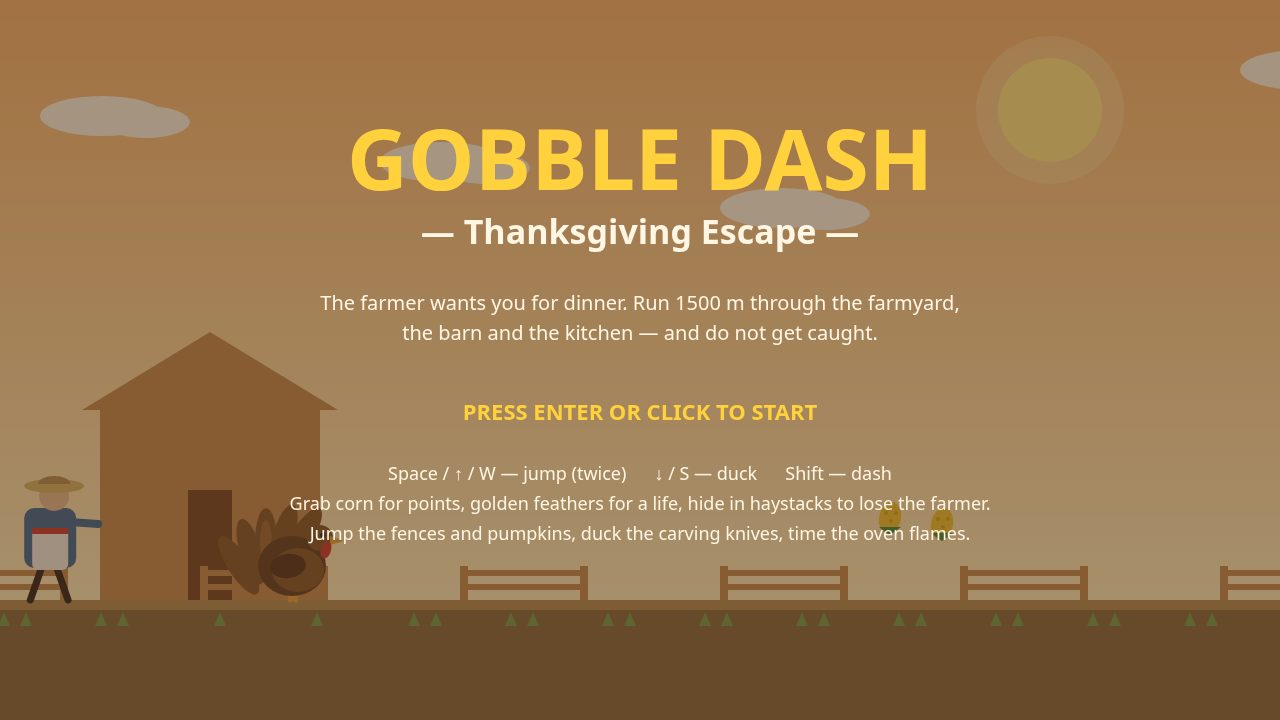 GOBBLE DASH
— Thanksgiving Escape —
The farmer wants you for dinner. Run 1500 m through the farmyard,
the barn and the kitchen — and do not get caught.
PRESS ENTER OR CLICK TO START
Space / ↑ / W — jump (twice) ↓ / S — duck Shift — dash
Grab corn for points, golden feathers for a life, hide in haystacks to lose the farmer.
Jump the fences and pumpkins, duck the carving knives, time the oven flames.